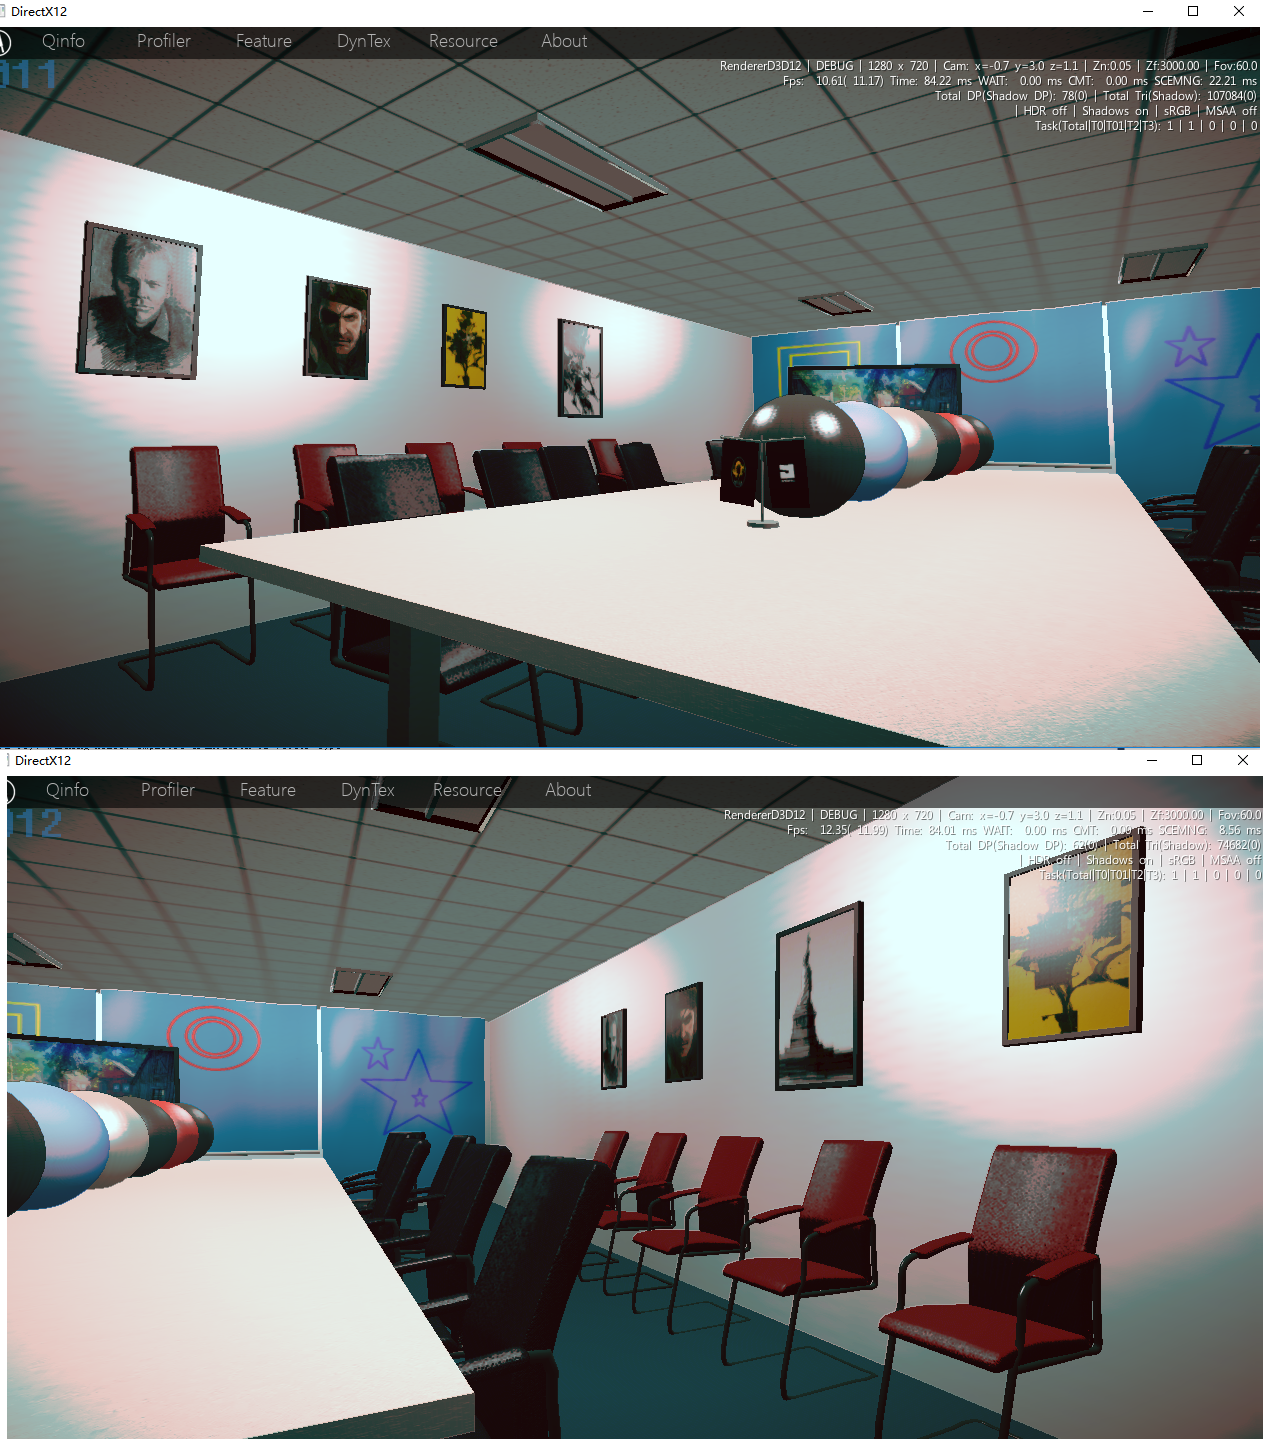 DirectX12
Qinfo Profiler Feature DynTex Resource About
011
RendererD3D12 | DEBUG | 1280 x 720 | Cam: x=-0.7 y=3.0 z=1.1 | Zn:0.05 | Zf:3000.00 | Fov:60.0
Fps: 10.61( 11.17) Time: 84.22 ms WAIT: 0.00 ms CMT: 0.00 ms SCEMNG: 22.21 ms
Total DP(Shadow DP): 78(0) | Total Tri(Shadow): 107084(0)
| HDR off | Shadows on | sRGB | MSAA off
Task(Total|T0|T01|T2|T3): 1 | 1 | 0 | 0 | 0
DirectX12
Qinfo Profiler Feature DynTex Resource About
012
RendererD3D12 | DEBUG | 1280 x 720 | Cam: x=-0.7 y=3.0 z=1.1 | Zn:0.05 | Zf:3000.00 | Fov:60.0
Fps: 12.35( 11.99) Time: 84.01 ms WAIT: 0.00 ms CMT: 0.00 ms SCEMNG: 8.56 ms
Total DP(Shadow DP): 62(0) | Total Tri(Shadow): 74682(0)
| HDR off | Shadows on | sRGB | MSAA off
Task(Total|T0|T01|T2|T3): 1 | 1 | 0 | 0 | 0